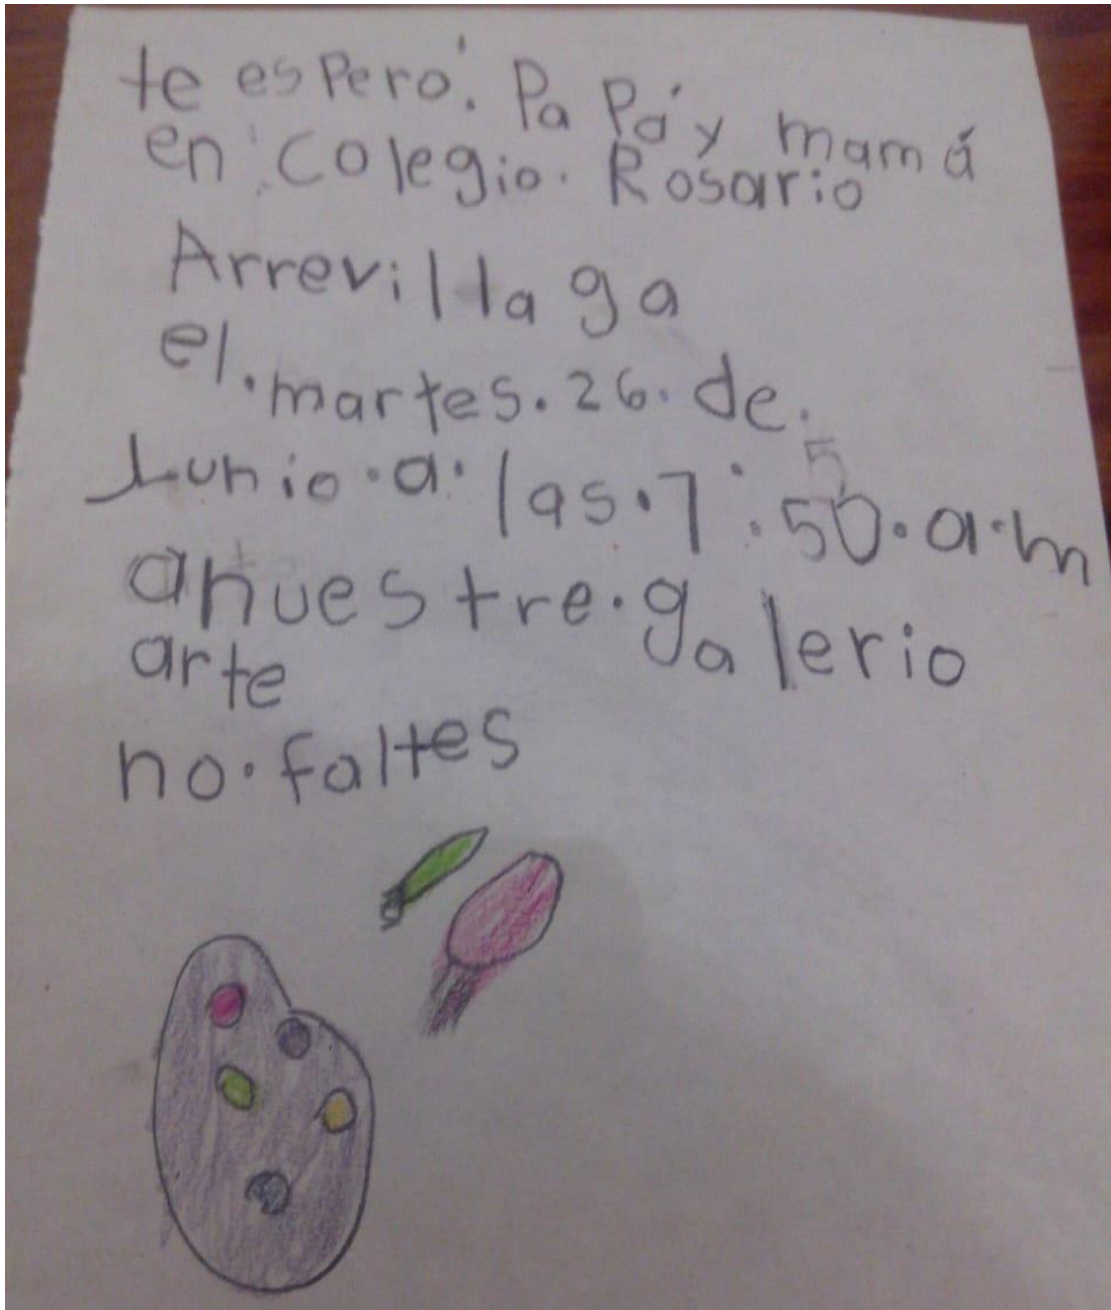 te esperó. Pa Pá y mamá
en Colegio. Rosario
Arrevillaga
el. martes. 26. de.
Junio. a. las. 7:50. a.m
anuestre. galerio
arte
no. faltes